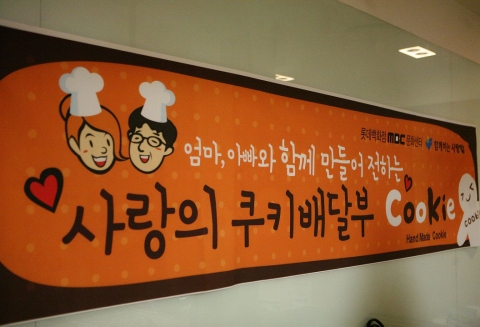 롯데백화점 MBC 문화센터 함께하는 사랑밭
엄마, 아빠와 함께 만들어 전하는
사랑의 쿠키배달부 Cookie
Hand Made Cookie